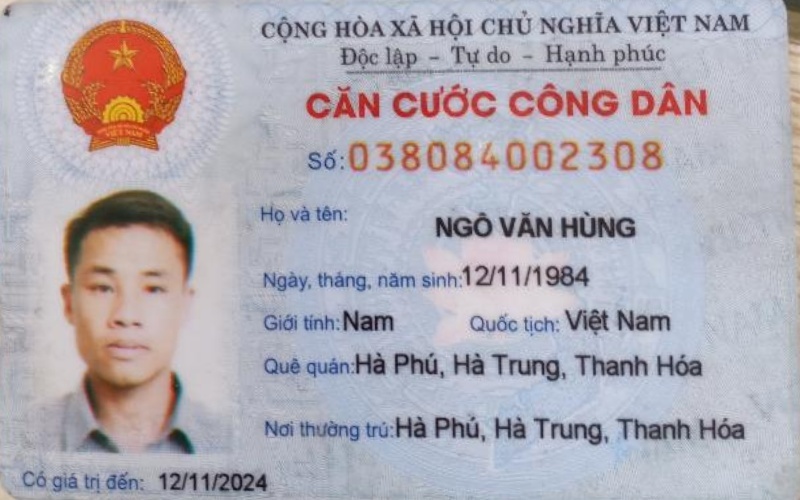 CỘNG HÒA XÃ HỘI CHỦ NGHĨA VIỆT NAM
Độc lập - Tự do - Hạnh phúc
CĂN CƯỚC CÔNG DÂN
Số: 038084002308
Họ và tên: NGÔ VĂN HÙNG
Ngày, tháng, năm sinh: 12/11/1984
Giới tính: Nam Quốc tịch: Việt Nam
Quê quán: Hà Phú, Hà Trung, Thanh Hóa
Nơi thường trú: Hà Phú, Hà Trung, Thanh Hóa
Có giá trị đến: 12/11/2024